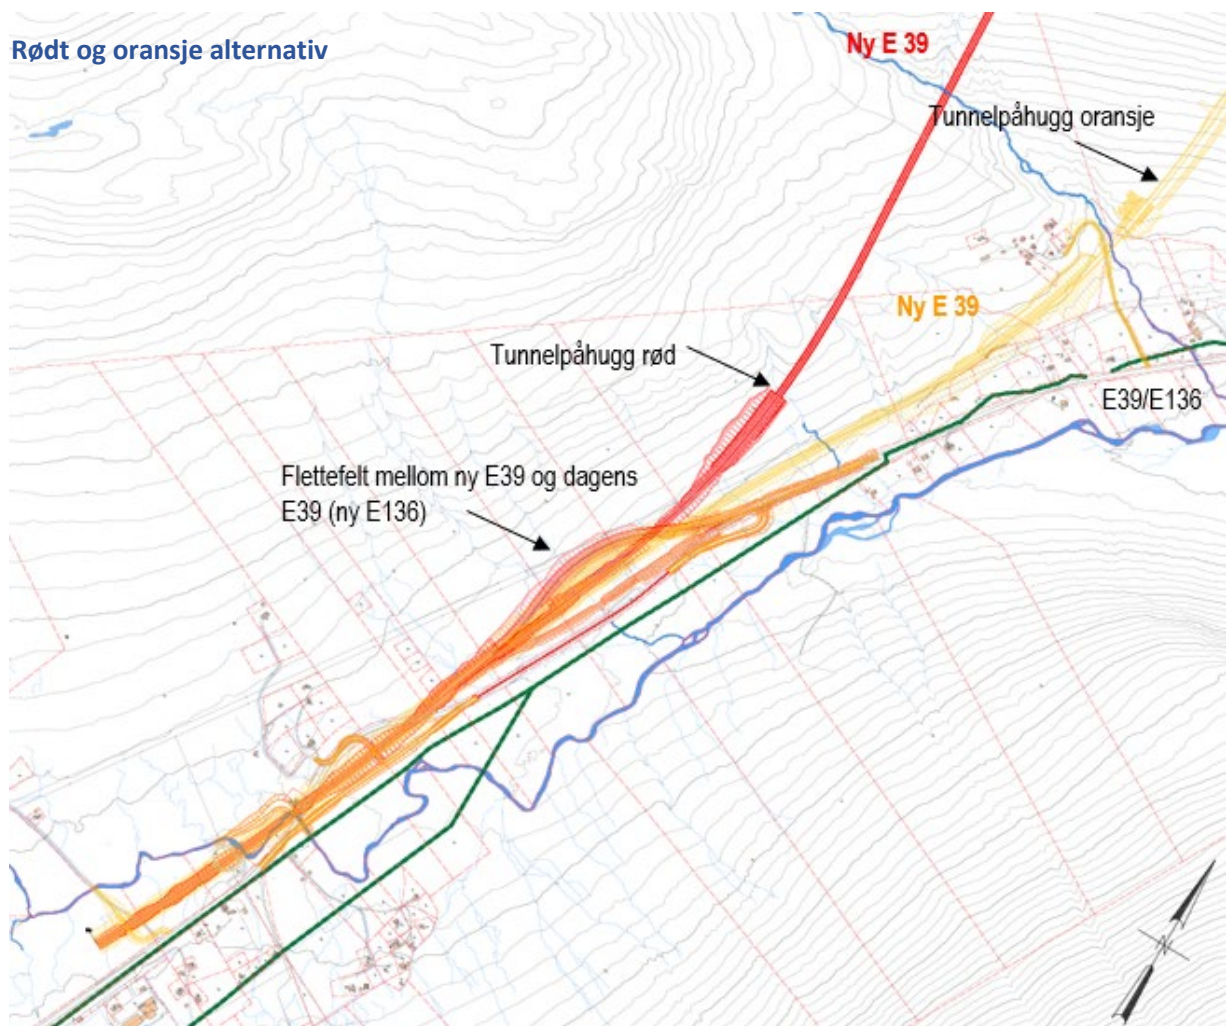 Rødt og oransje alternativ
Ny E 39
Tunnelpåhugg oransje
Ny E 39
Tunnelpåhugg rød
E39/E136
Flettefelt mellom ny E39 og dagens
E39 (ny E136)
N